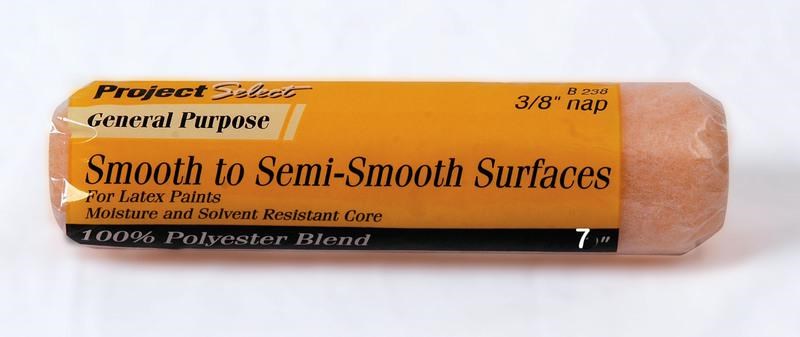 Project Select
B 238
3/8" nap
General Purpose
Smooth to Semi-Smooth Surfaces
For Latex Paints
Moisture and Solvent Resistant Core
100% Polyester Blend
7"